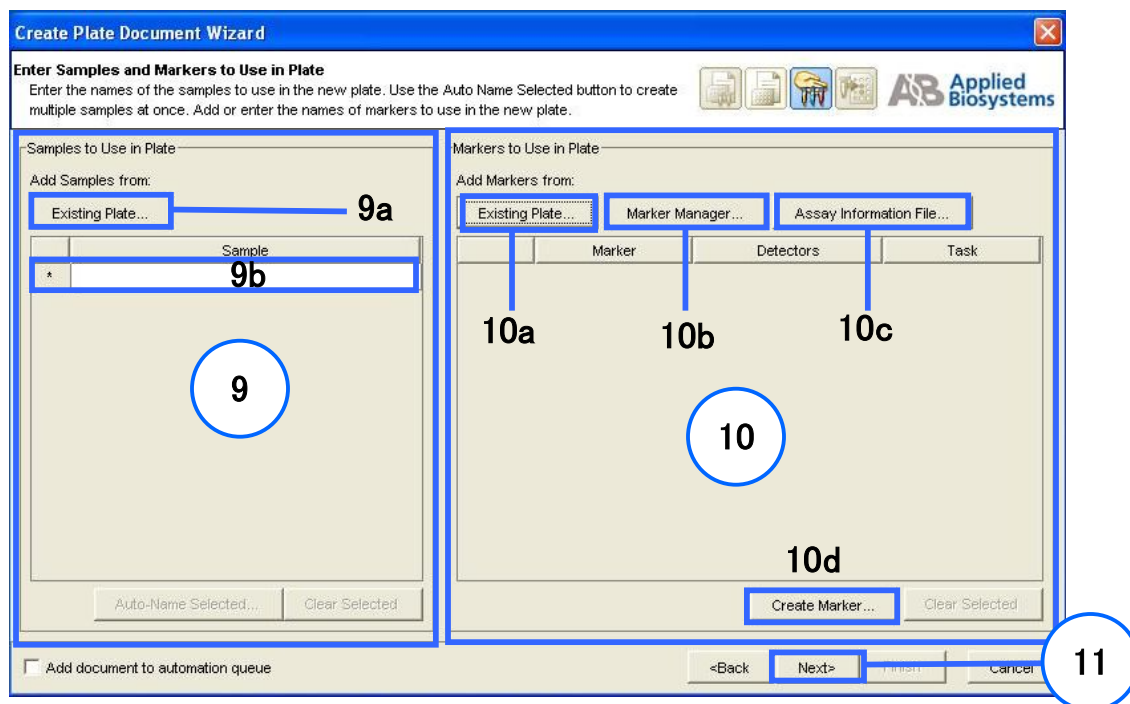 Create Plate Document Wizard
Enter Samples and Markers to Use in Plate
Enter the names of the samples to use in the new plate. Use the Auto Name Selected button to create
multiple samples at once. Add or enter the names of markers to use in the new plate.
AB Applied
Biosystems
Samples to Use in Plate
Add Samples from:
Existing Plate...
9a
Sample
*
9b
9
Auto-Name Selected...
Clear Selected
Markers to Use in Plate
Add Markers from:
Existing Plate...
Marker Manager...
Assay Information File...
Marker
Detectors
Task
10a
10b
10c
10
10d
Create Marker...
Clear Selected
Add document to automation queue
<Back
Next>
Finish
Cancel
11